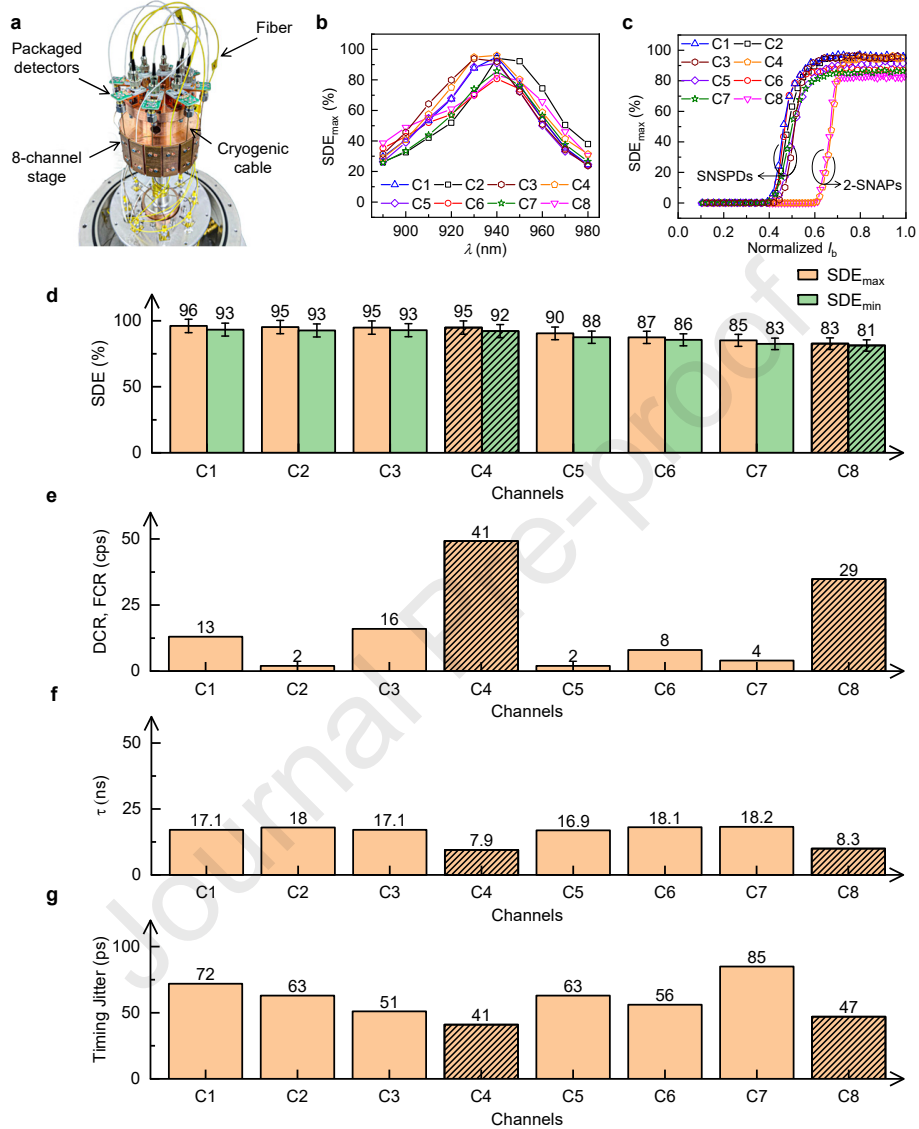 a
Packaged
detectors
Fiber
8-channel
stage
Cryogenic
cable
b
SDEmax (%)
100
80
60
40
20
0
C1 C2 C3 C4
C5 C6 C7 C8
900 920 940 960 980
λ (nm)
c
SDEmax (%)
100
80
60
40
20
0
C1 C2
C3 C4
C5 C6
C7 C8
SNSPDs
2-SNAPs
0.0 0.2 0.4 0.6 0.8 1.0
Normalized Ib
SDEmax
SDEmin
d
SDE (%)
100
50
0
96 93 95 93 95 93 95 92 90 88 87 86 85 83 83 81
C1 C2 C3 C4 C5 C6 C7 C8
Channels
e
DCR, FCR (cps)
50
25
0
13 2 16 41 2 8 4 29
C1 C2 C3 C4 C5 C6 C7 C8
Channels
f
τ (ns)
50
25
0
17.1 18 17.1 7.9 16.9 18.1 18.2 8.3
C1 C2 C3 C4 C5 C6 C7 C8
Channels
g
Timing Jitter (ps)
100
50
0
72 63 51 41 63 56 85 47
C1 C2 C3 C4 C5 C6 C7 C8
Channels
Journal Pre-proof